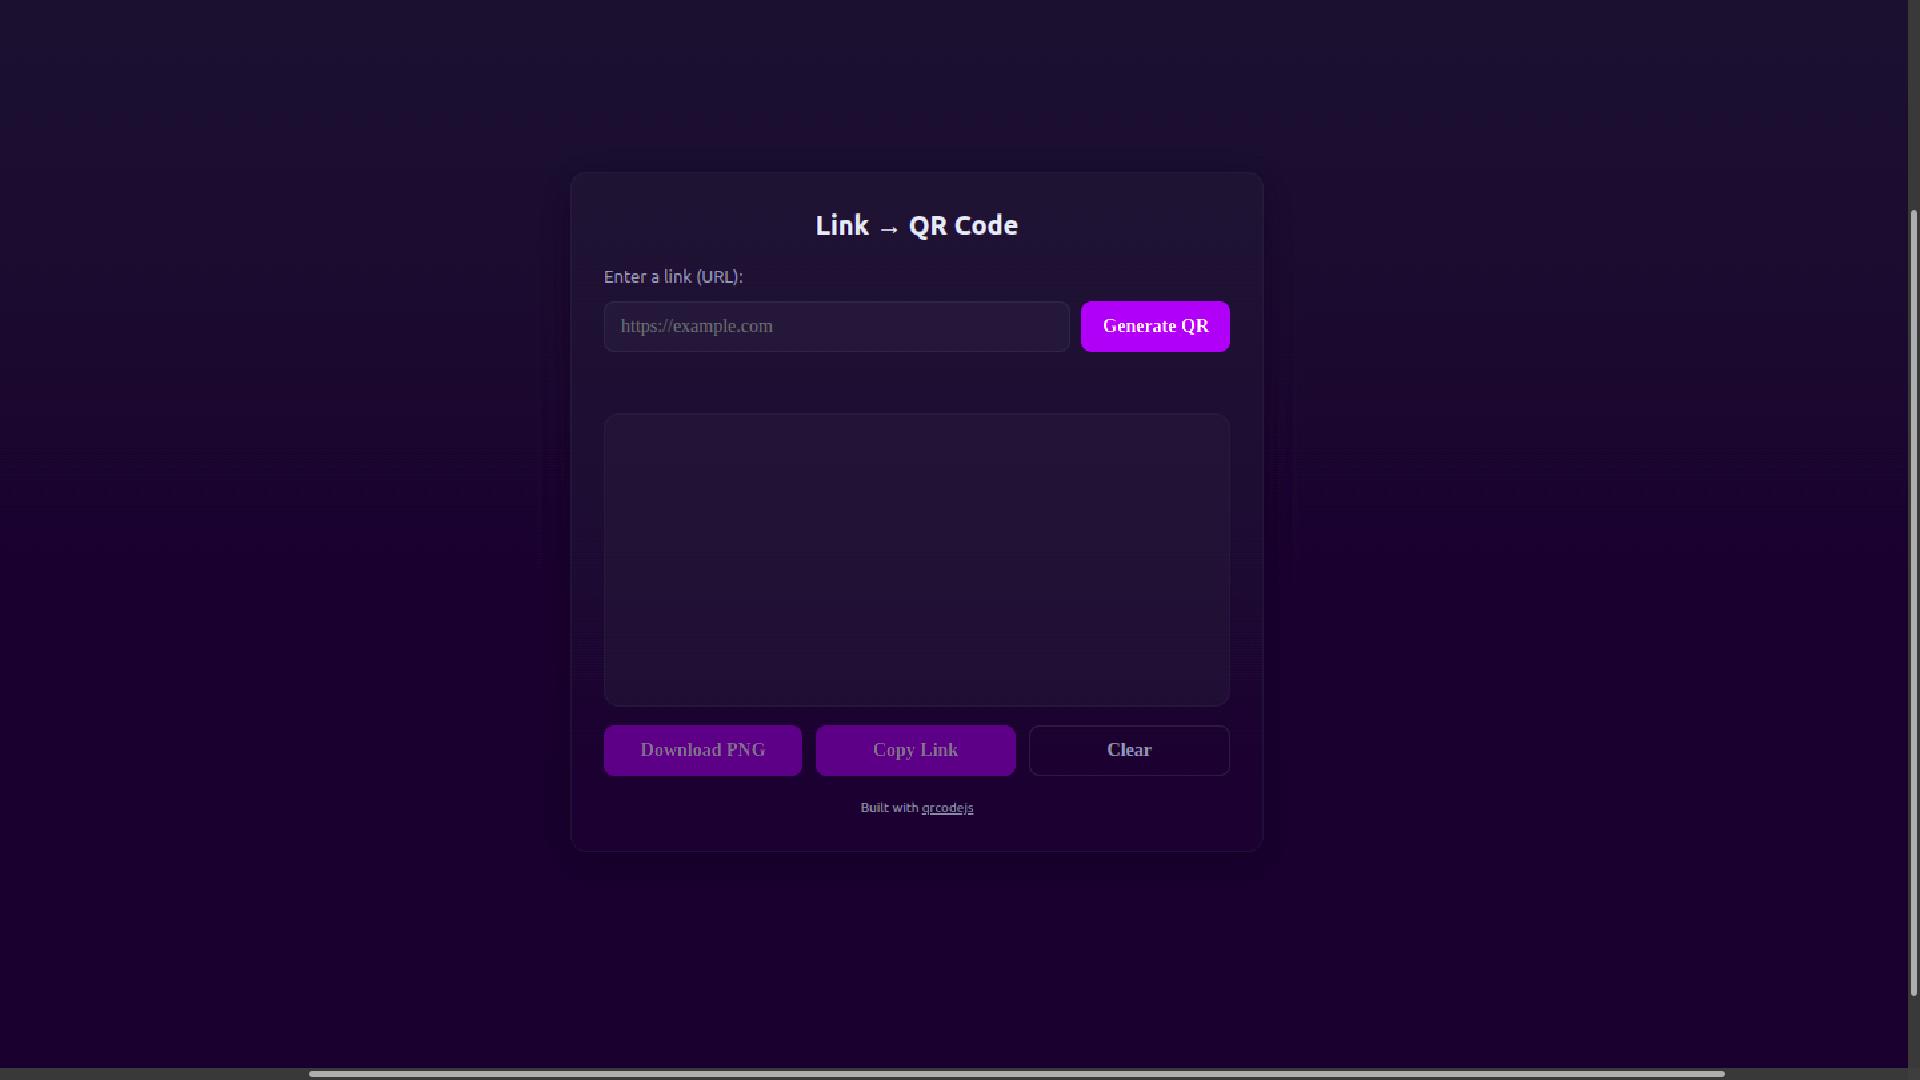 Link → QR Code
Enter a link (URL):
https://example.com
Generate QR
Download PNG
Copy Link
Clear
Built with qrcodejs